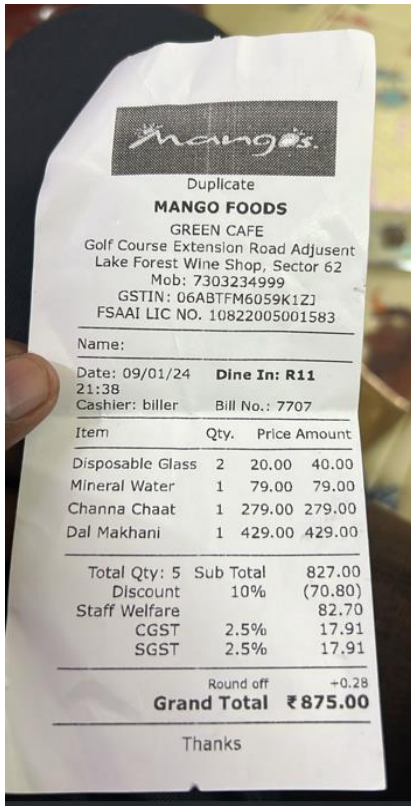 Mangos.
Duplicate
MANGO FOODS
GREEN CAFE
Golf Course Extension Road Adjusent
Lake Forest Wine Shop, Sector 62
Mob: 7303234999
GSTIN: 06ABTFM6059K1ZJ
FSAAI LIC NO. 10822005001583
Name:
Date: 09/01/24 Dine In: R11
21:38
Cashier: biller Bill No.: 7707
Item Qty. Price Amount
Disposable Glass 2 20.00 40.00
Mineral Water 1 79.00 79.00
Channa Chaat 1 279.00 279.00
Dal Makhani 1 429.00 429.00
Total Qty: 5 Sub Total 827.00
Discount 10% (70.80)
Staff Welfare 82.70
CGST 2.5% 17.91
SGST 2.5% 17.91
Round off +0.28
Grand Total ₹875.00
Thanks